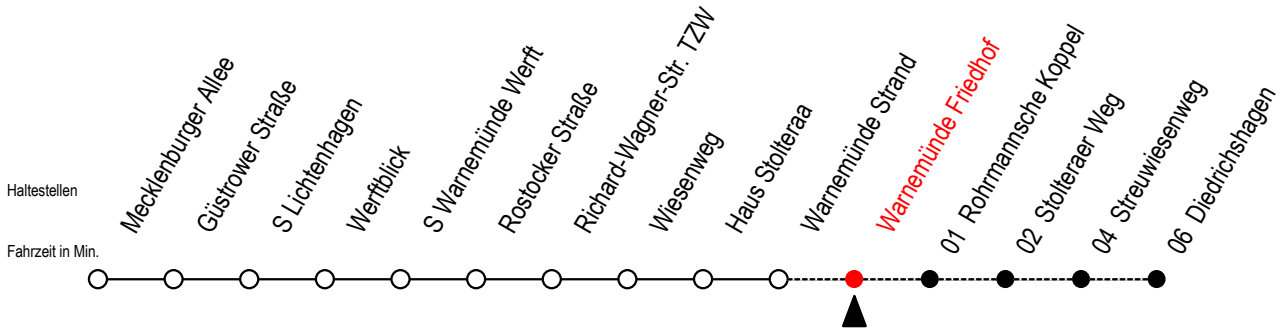 Haltestellen
Fahrzeit in Min.
Mecklenburger Allee
Güstrower Straße
S Lichtenhagen
Werftblick
S Warnemünde Werft
Rostocker Straße
Richard-Wagner-Str. TZW
Wiesenweg
Haus Stolteraa
Warnemünde Strand
Warnemünde Friedhof
01 Rohrmannsche Koppel
02 Stolteraer Weg
04 Streuwiesenweg
06 Diedrichshagen